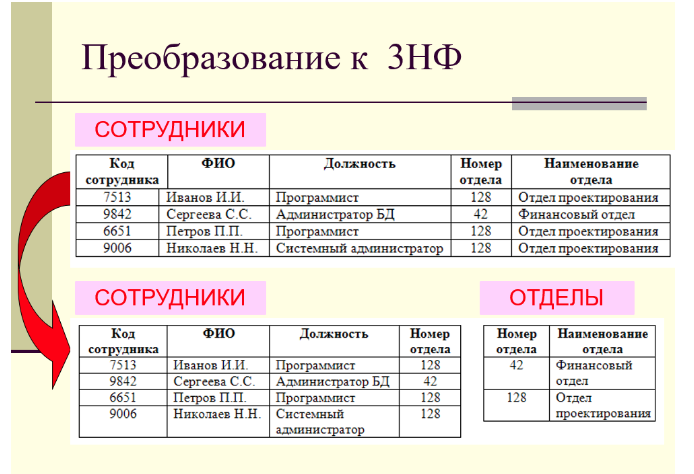 Преобразование к 3НФ
СОТРУДНИКИ
Код ФИО Должность Номер Наименование
сотрудника отдела отдела
7513 Иванов И.И. Программист 128 Отдел проектирования
9842 Сергеева С.С. Администратор БД 42 Финансовый отдел
6651 Петров П.П. Программист 128 Отдел проектирования
9006 Николаев Н.Н. Системный администратор 128 Отдел проектирования
СОТРУДНИКИ
Код ФИО Должность Номер
сотрудника отдела
7513 Иванов И.И. Программист 128
9842 Сергеева С.С. Администратор БД 42
6651 Петров П.П. Программист 128
9006 Николаев Н.Н. Системный 128
администратор
ОТДЕЛЫ
Номер Наименование
отдела отдела
42 Финансовый
отдел
128 Отдел
проектирования